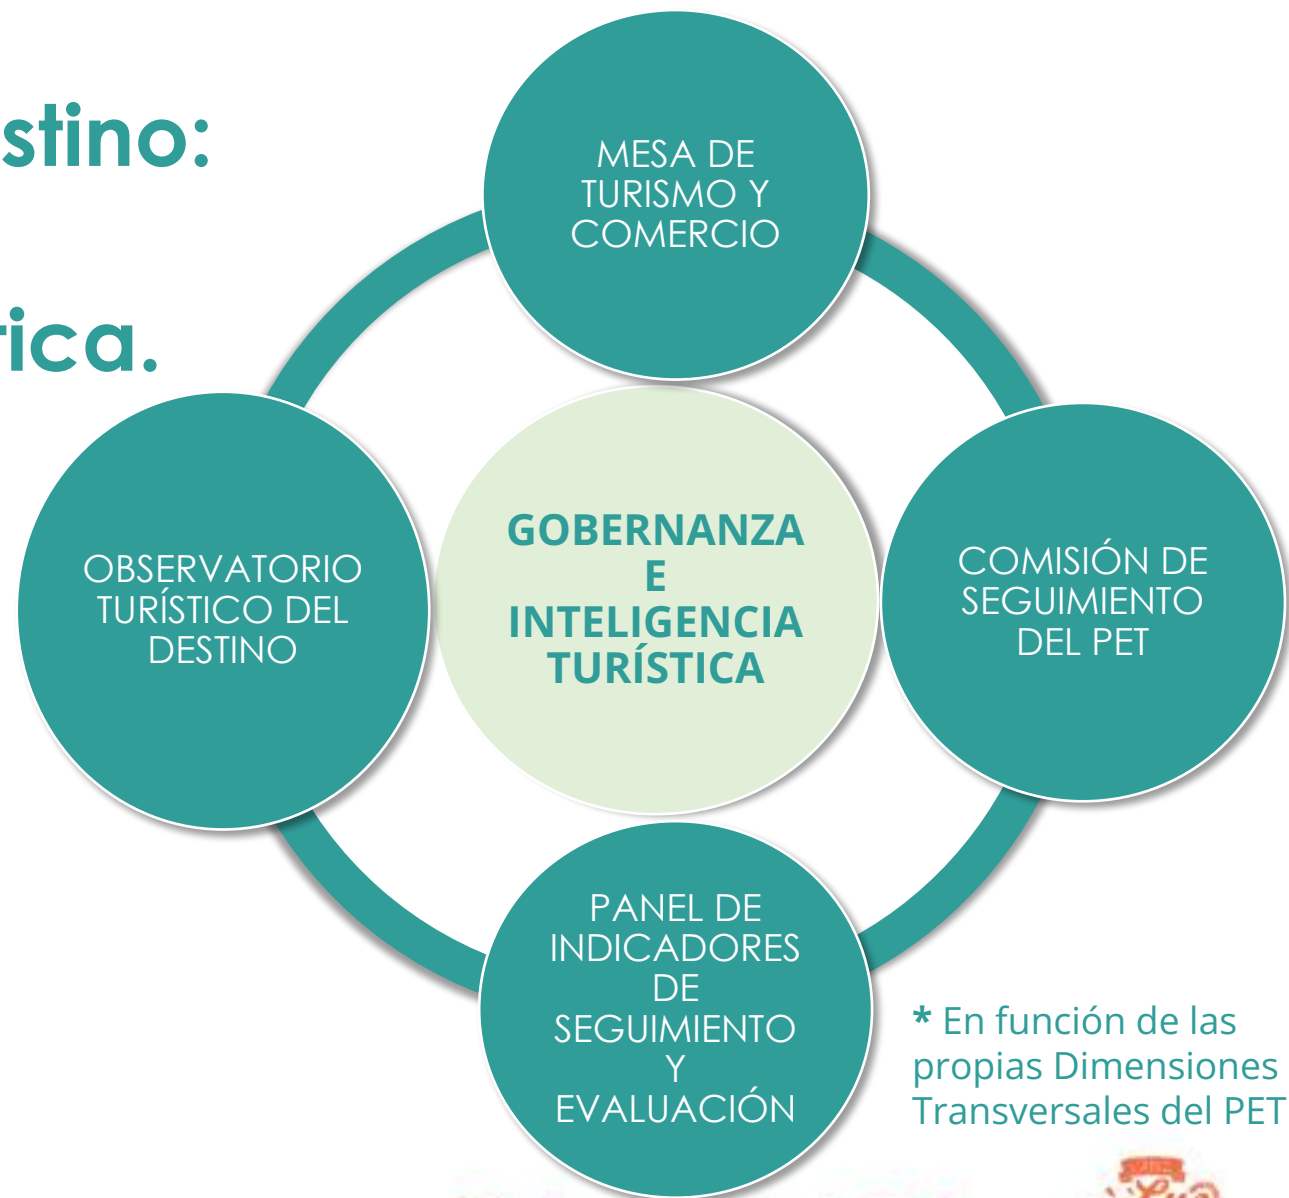 stino:
tica.
MESA DE
TURISMO Y
COMERCIO
OBSERVATORIO
TURÍSTICO DEL
DESTINO
GOBERNANZA
E
INTELIGENCIA
TURÍSTICA
COMISIÓN DE
SEGUIMIENTO
DEL PET
PANEL DE
INDICADORES
DE
SEGUIMIENTO
Y
EVALUACIÓN
* En función de las
propias Dimensiones
Transversales del PET